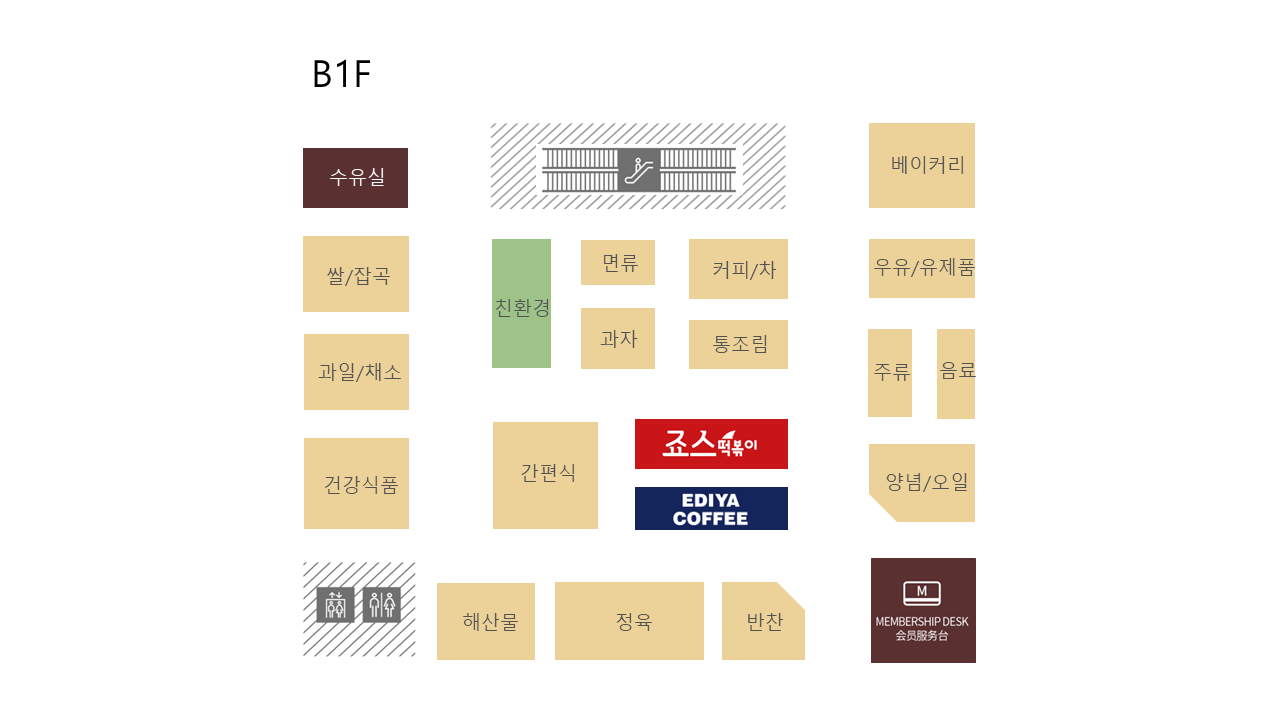 B1F
수유실
베이커리
쌀/잡곡
친환경
면류
커피/차
우유/유제품
과일/채소
과자
통조림
주류
음료
건강식품
간편식
죠스떡볶이
EDIYA
COFFEE
양념/오일
해산물
정육
반찬
M
MEMBERSHIP DESK
会员服务台